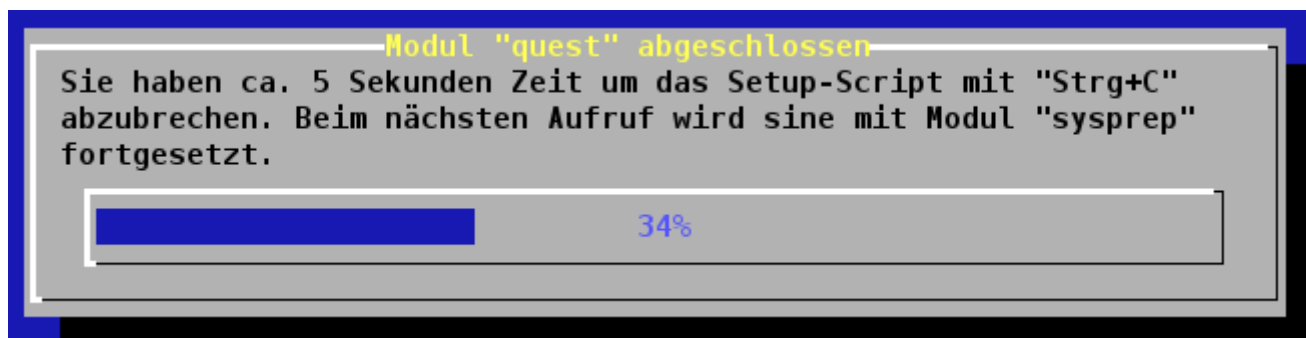 Modul "quest" abgeschlossen
Sie haben ca. 5 Sekunden Zeit um das Setup-Script mit "Strg+C"
abzubrechen. Beim nächsten Aufruf wird sine mit Modul "sysprep"
fortgesetzt.
34%